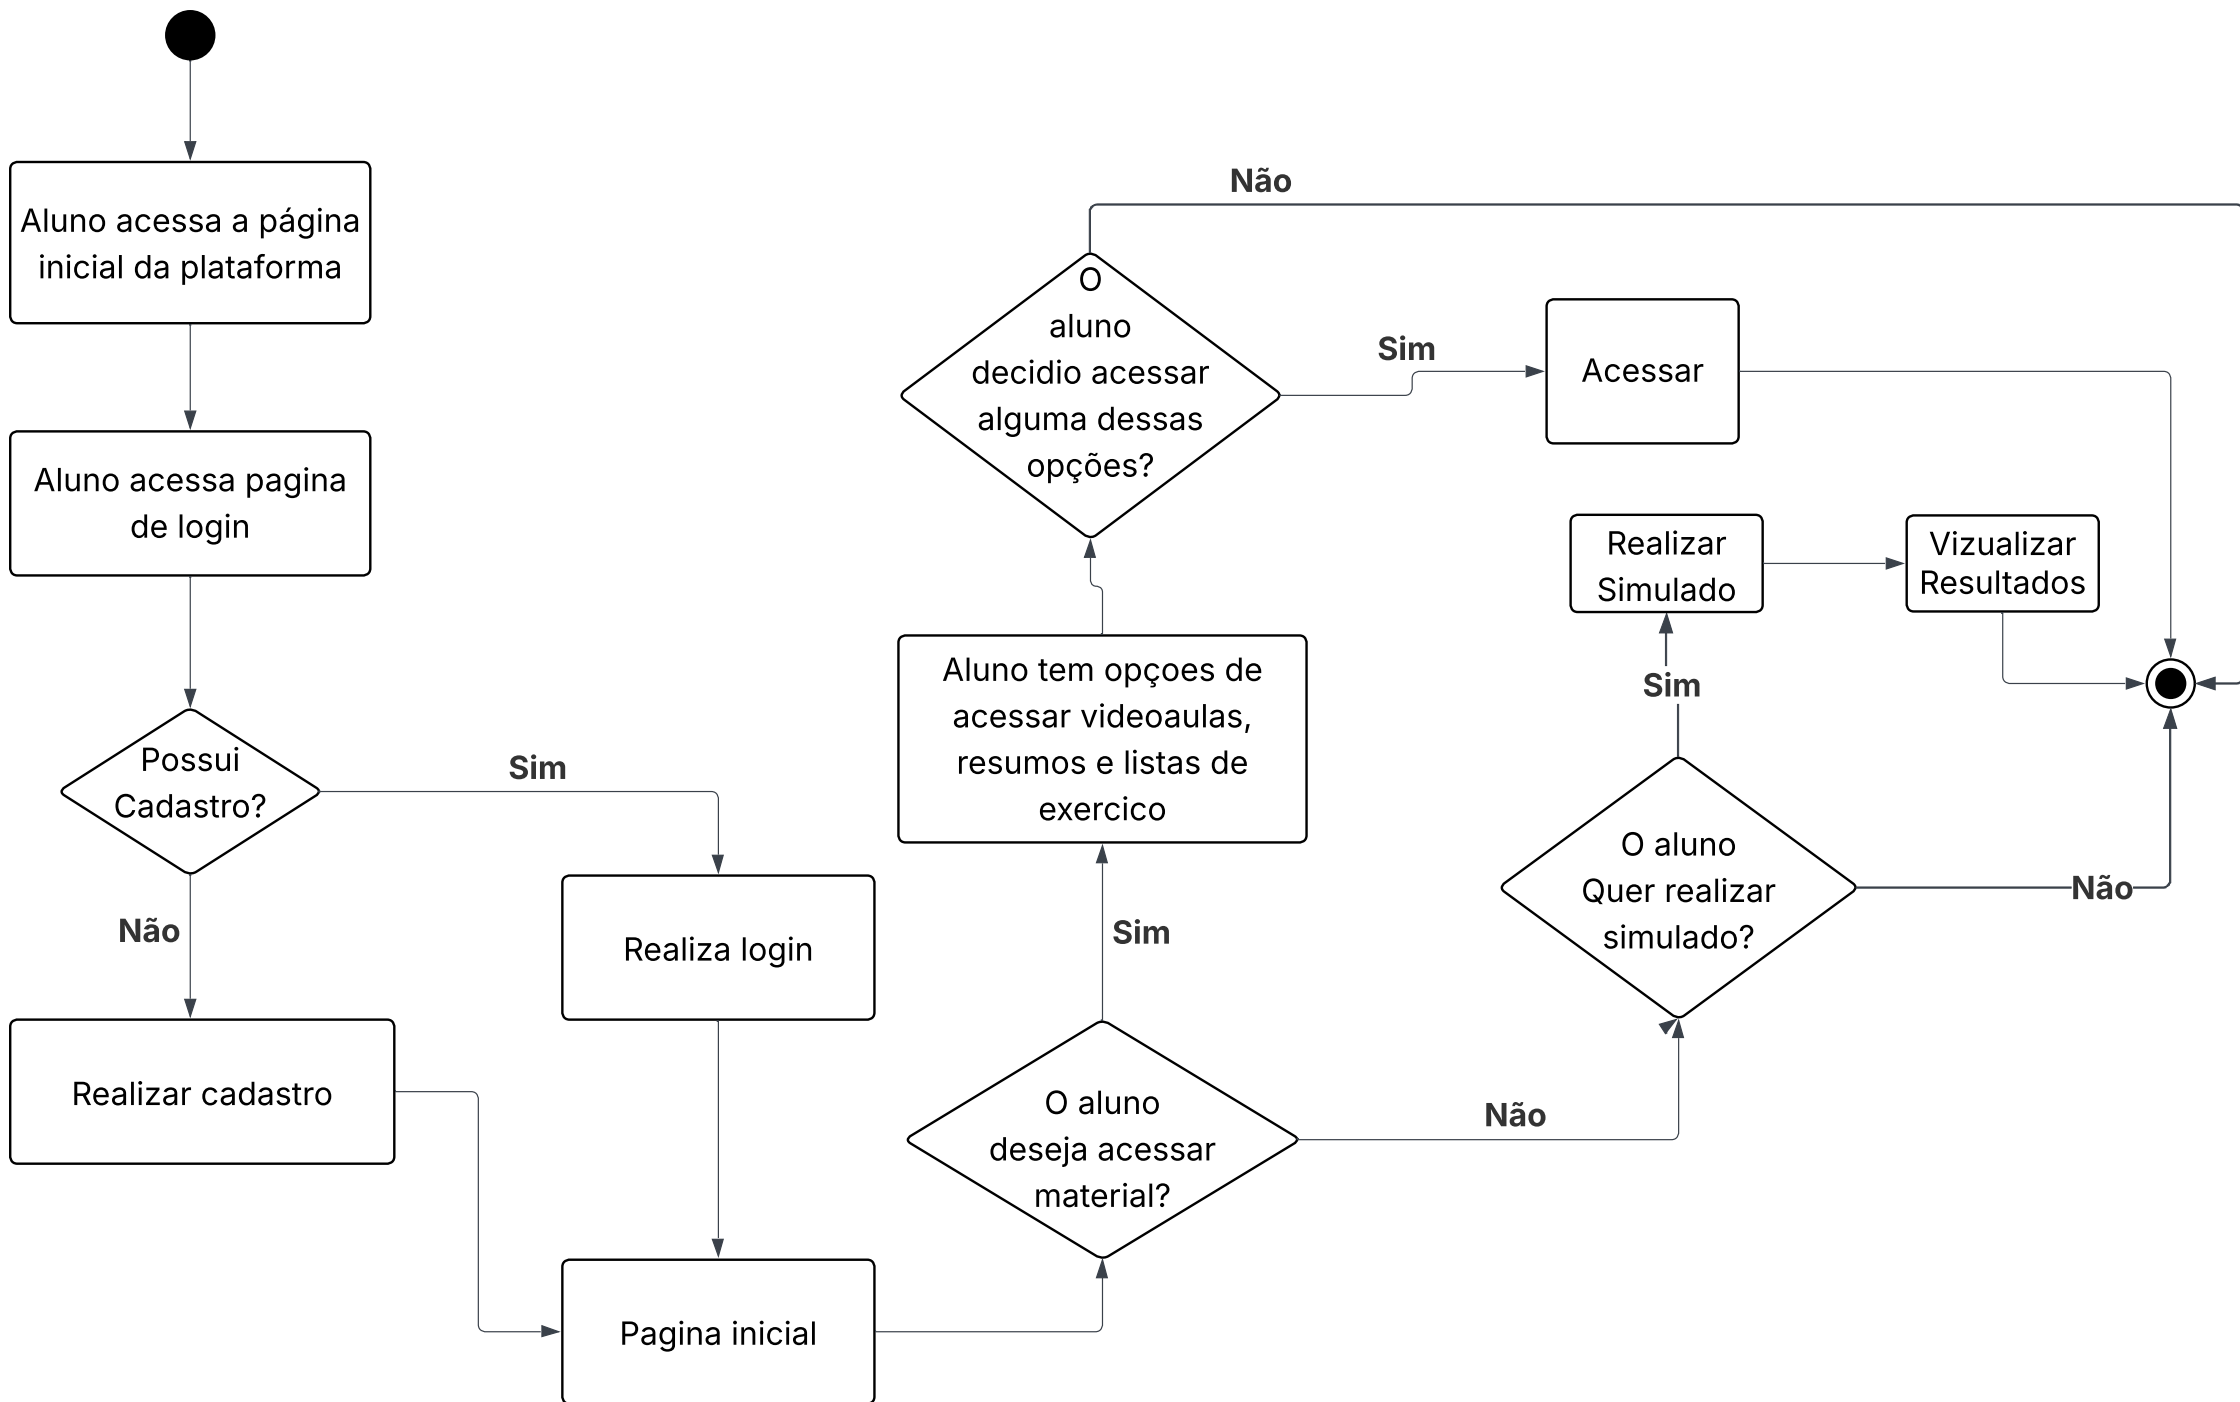 Aluno acessa a página
inicial da plataforma
Aluno acessa pagina
de login
Possui
Cadastro?
Sim
Não
Realiza login
Realizar cadastro
Pagina inicial
O aluno
deseja acessar
material?
Sim
Não
Aluno tem opçoes de
acessar videoaulas,
resumos e listas de
exercico
O
aluno
decidio acessar
alguma dessas
opções?
Não
Sim
Acessar
O aluno
Quer realizar
simulado?
Sim
Não
Realizar
Simulado
Vizualizar
Resultados